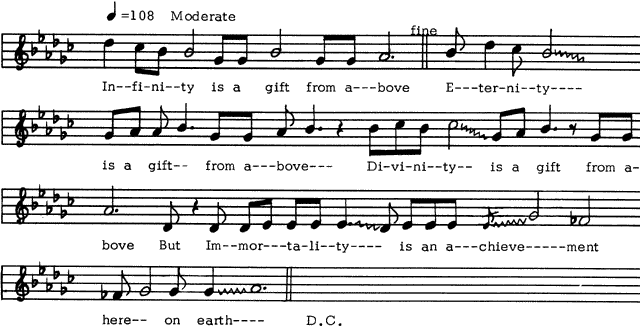 =108 Moderate
fine
In--fi-ni--ty is a gift from a---bove E---ter-ni--ty----
is a gift-- from a---bove--- Di-vi-ni--ty-- is a gift from a-
bove But Im--mor---ta-li--ty---- is an a---chieve-----ment
here-- on earth---- D.C.